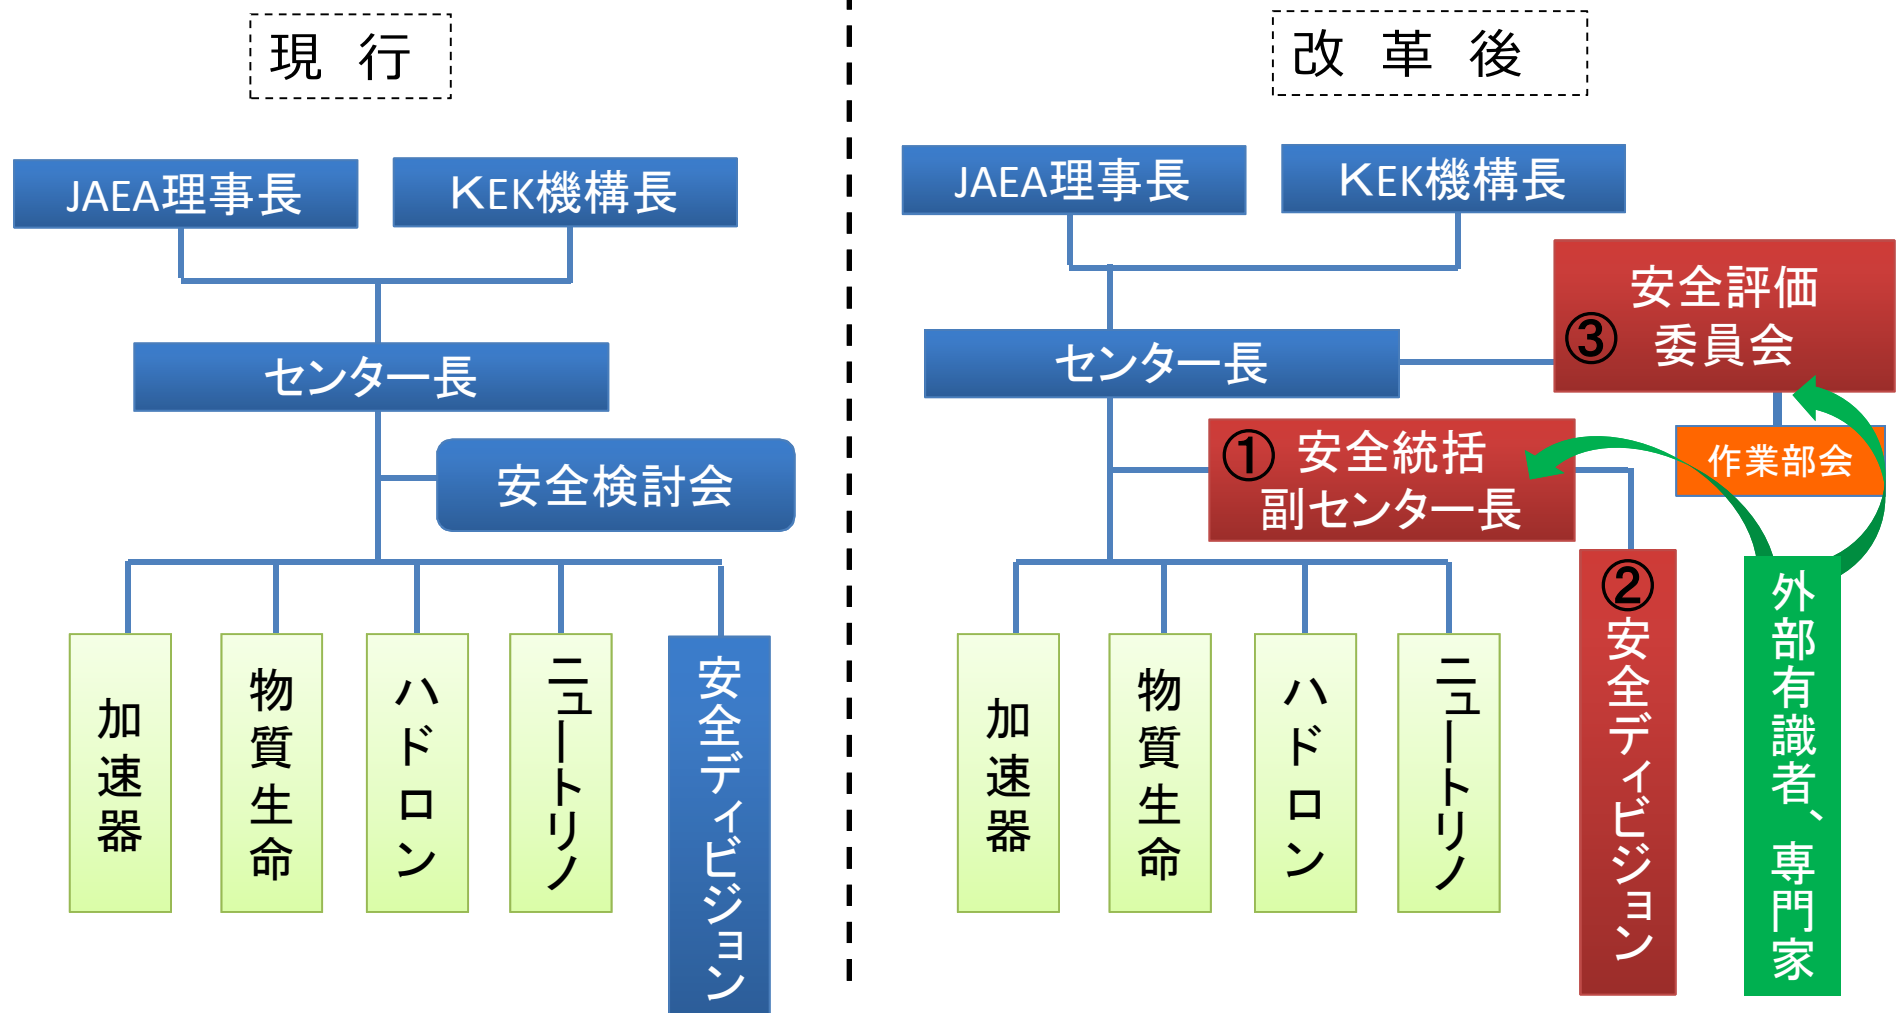 現 行
JAEA理事長
KEK機構長
センター長
安全検討会
加速器
物質生命
ハドロン
ニュートリノ
安全ディビジョン
改 革 後
JAEA理事長
KEK機構長
安全評価
③ 委員会
センター長
① 安全統括
副センター長
作業部会
加速器
物質生命
ハドロン
ニュートリノ
②安全ディビジョン
外部有識者、専門家